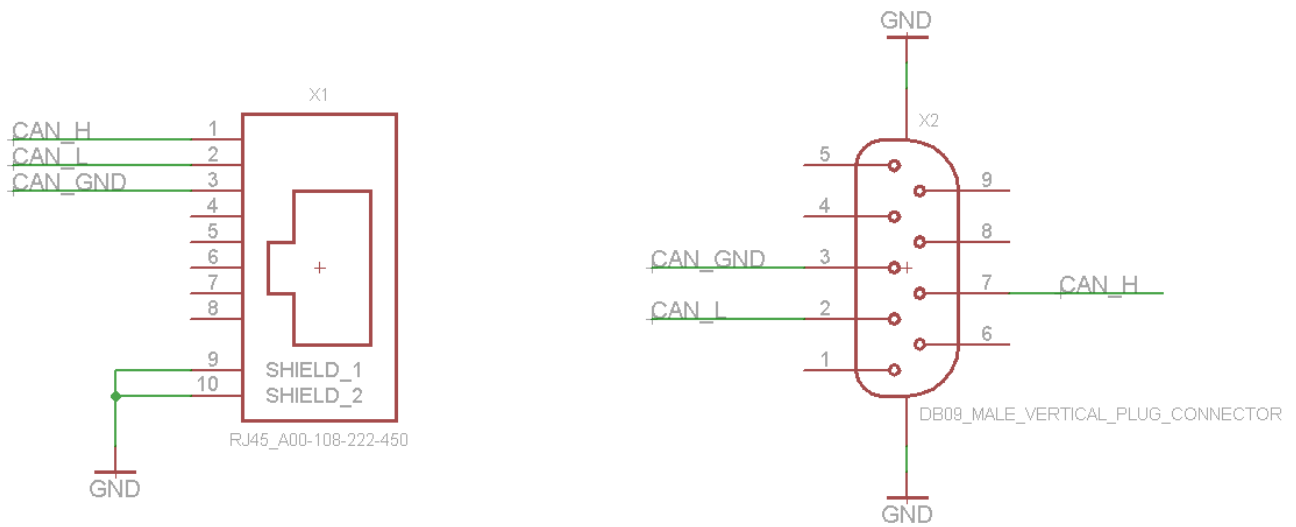 X1
CAN_H 1
CAN_L 2
CAN_GND 3
4
5
6
7
8
9 SHIELD_1
10 SHIELD_2
RJ45_A00-108-222-450
GND
GND
X2
5
9
4
8
CAN_GND 3
7 CAN_H
CAN_L 2
6
1
DB09_MALE_VERTICAL_PLUG_CONNECTOR
GND